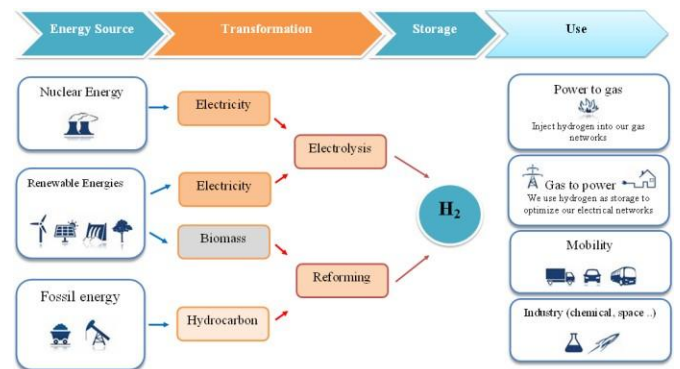 Energy Source
Transformation
Storage
Use
Nuclear Energy
Electricity
Electrolysis
Renewable Energies
Electricity
Biomass
Reforming
Fossil energy
Hydrocarbon
H2
Power to gas
Inject hydrogen into our gas
networks
Gas to power
We use hydrogen as storage to
optimize our electrical networks
Mobility
Industry (chemical, space ..)